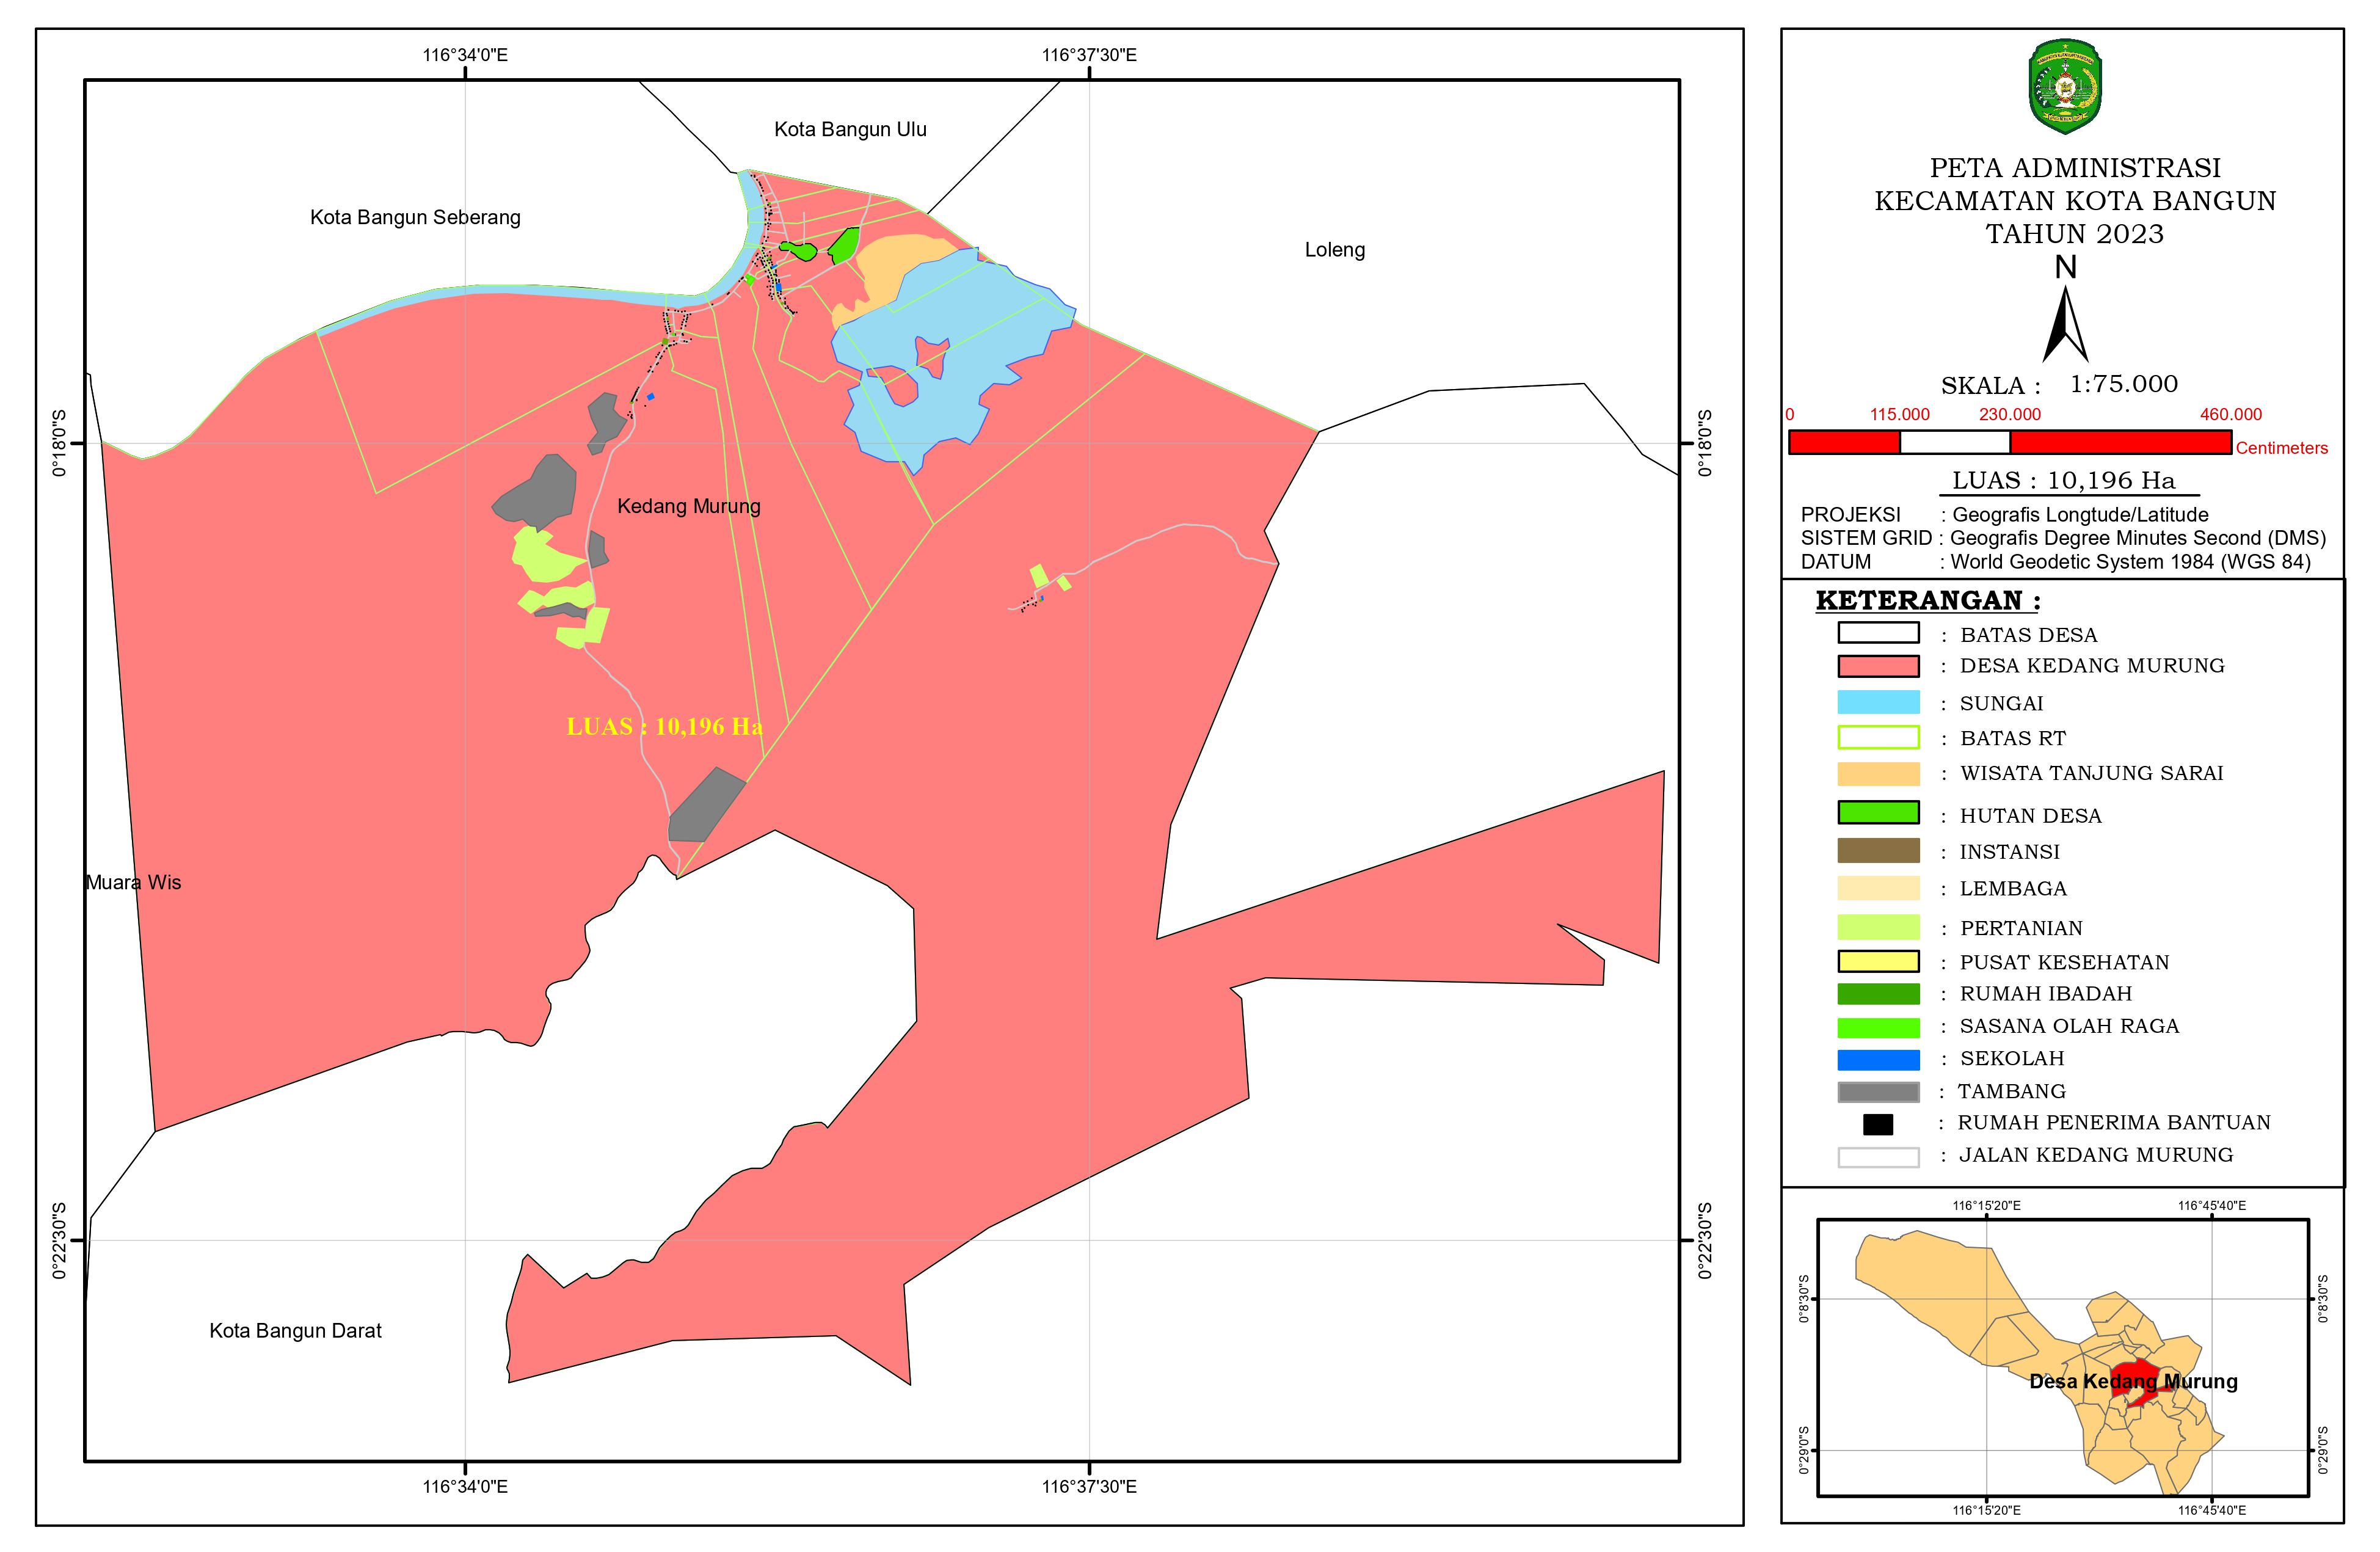 116°34'0"E
116°37'30"E
Kota Bangun Ulu
Kota Bangun Seberang
Loleng
0°18'0"S
0°18'0"S
Kedang Murung
LUAS : 10,196 Ha
Muara Wis
0°22'30"S
0°22'30"S
Kota Bangun Darat
116°34'0"E
116°37'30"E
PETA ADMINISTRASI
KECAMATAN KOTA BANGUN
TAHUN 2023
N
SKALA : 1:75.000
0 115.000 230.000 460.000
Centimeters
LUAS : 10,196 Ha
PROJEKSI : Geografis Longtude/Latitude
SISTEM GRID : Geografis Degree Minutes Second (DMS)
DATUM : World Geodetic System 1984 (WGS 84)
KETERANGAN :
: BATAS DESA
: DESA KEDANG MURUNG
: SUNGAI
: BATAS RT
: WISATA TANJUNG SARAI
: HUTAN DESA
: INSTANSI
: LEMBAGA
: PERTANIAN
: PUSAT KESEHATAN
: RUMAH IBADAH
: SASANA OLAH RAGA
: SEKOLAH
: TAMBANG
: RUMAH PENERIMA BANTUAN
: JALAN KEDANG MURUNG
116°15'20"E
116°45'40"E
0°8'30"S
0°8'30"S
Desa Kedang Murung
0°29'0"S
0°29'0"S
116°15'20"E
116°45'40"E